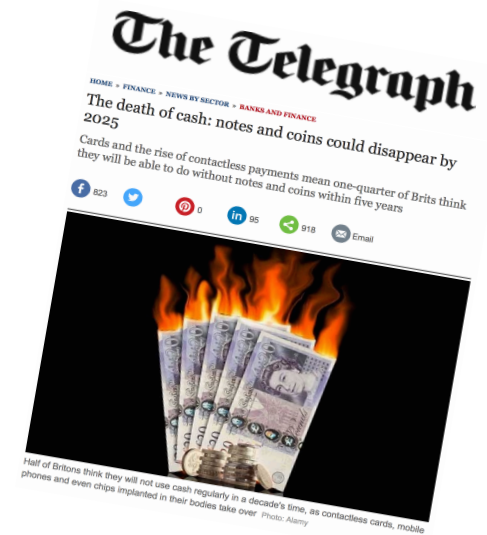 The Telegraph
HOME » FINANCE » NEWS BY SECTOR » BANKS AND FINANCE
The death of cash: notes and coins could disappear by
2025
Cards and the rise of contactless payments mean one-quarter of Brits think
they will be able to do without notes and coins within five years
823 0 95 918 Email
Half of Britons think they will not use cash regularly in a decade's time, as contactless cards, mobile
phones and even chips implanted in their bodies take over Photo: Alamy